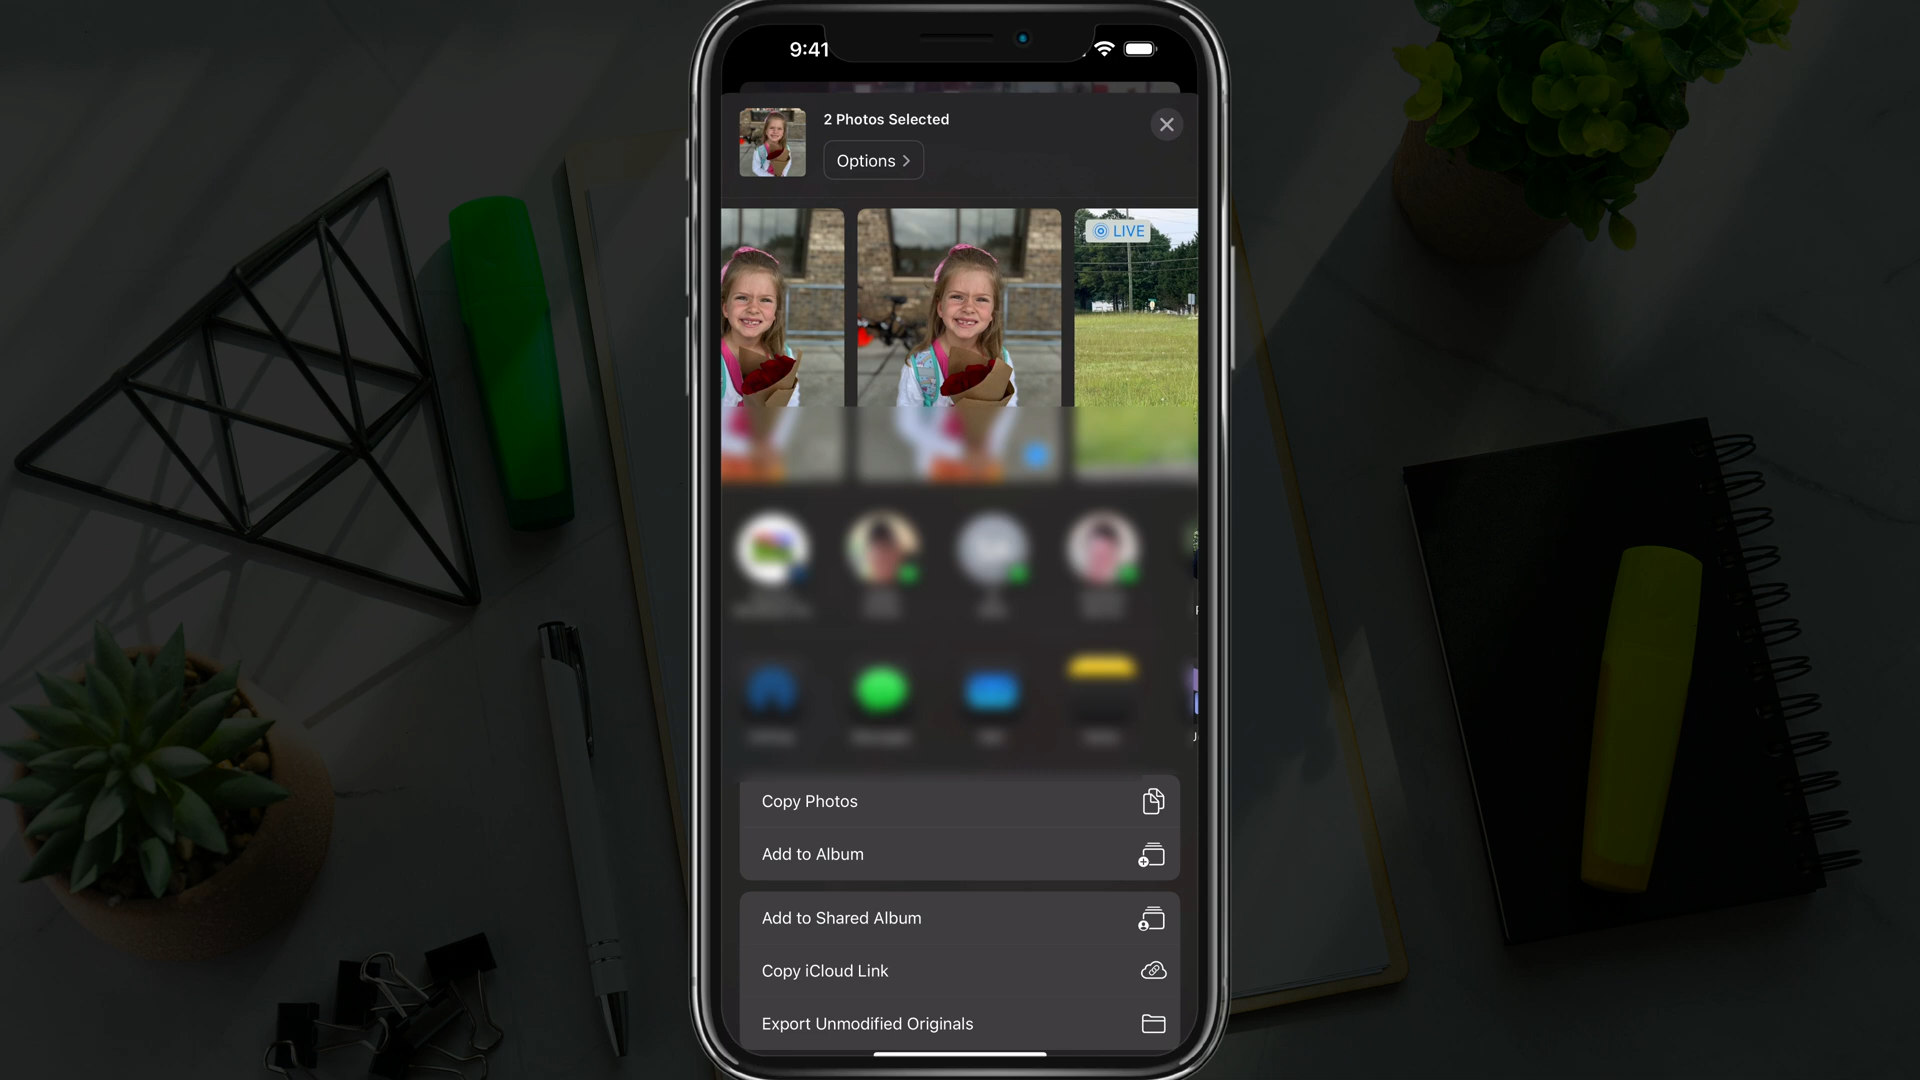 9:41
2 Photos Selected
Options
LIVE
Copy Photos
Add to Album
Add to Shared Album
Copy iCloud Link
Export Unmodified Originals